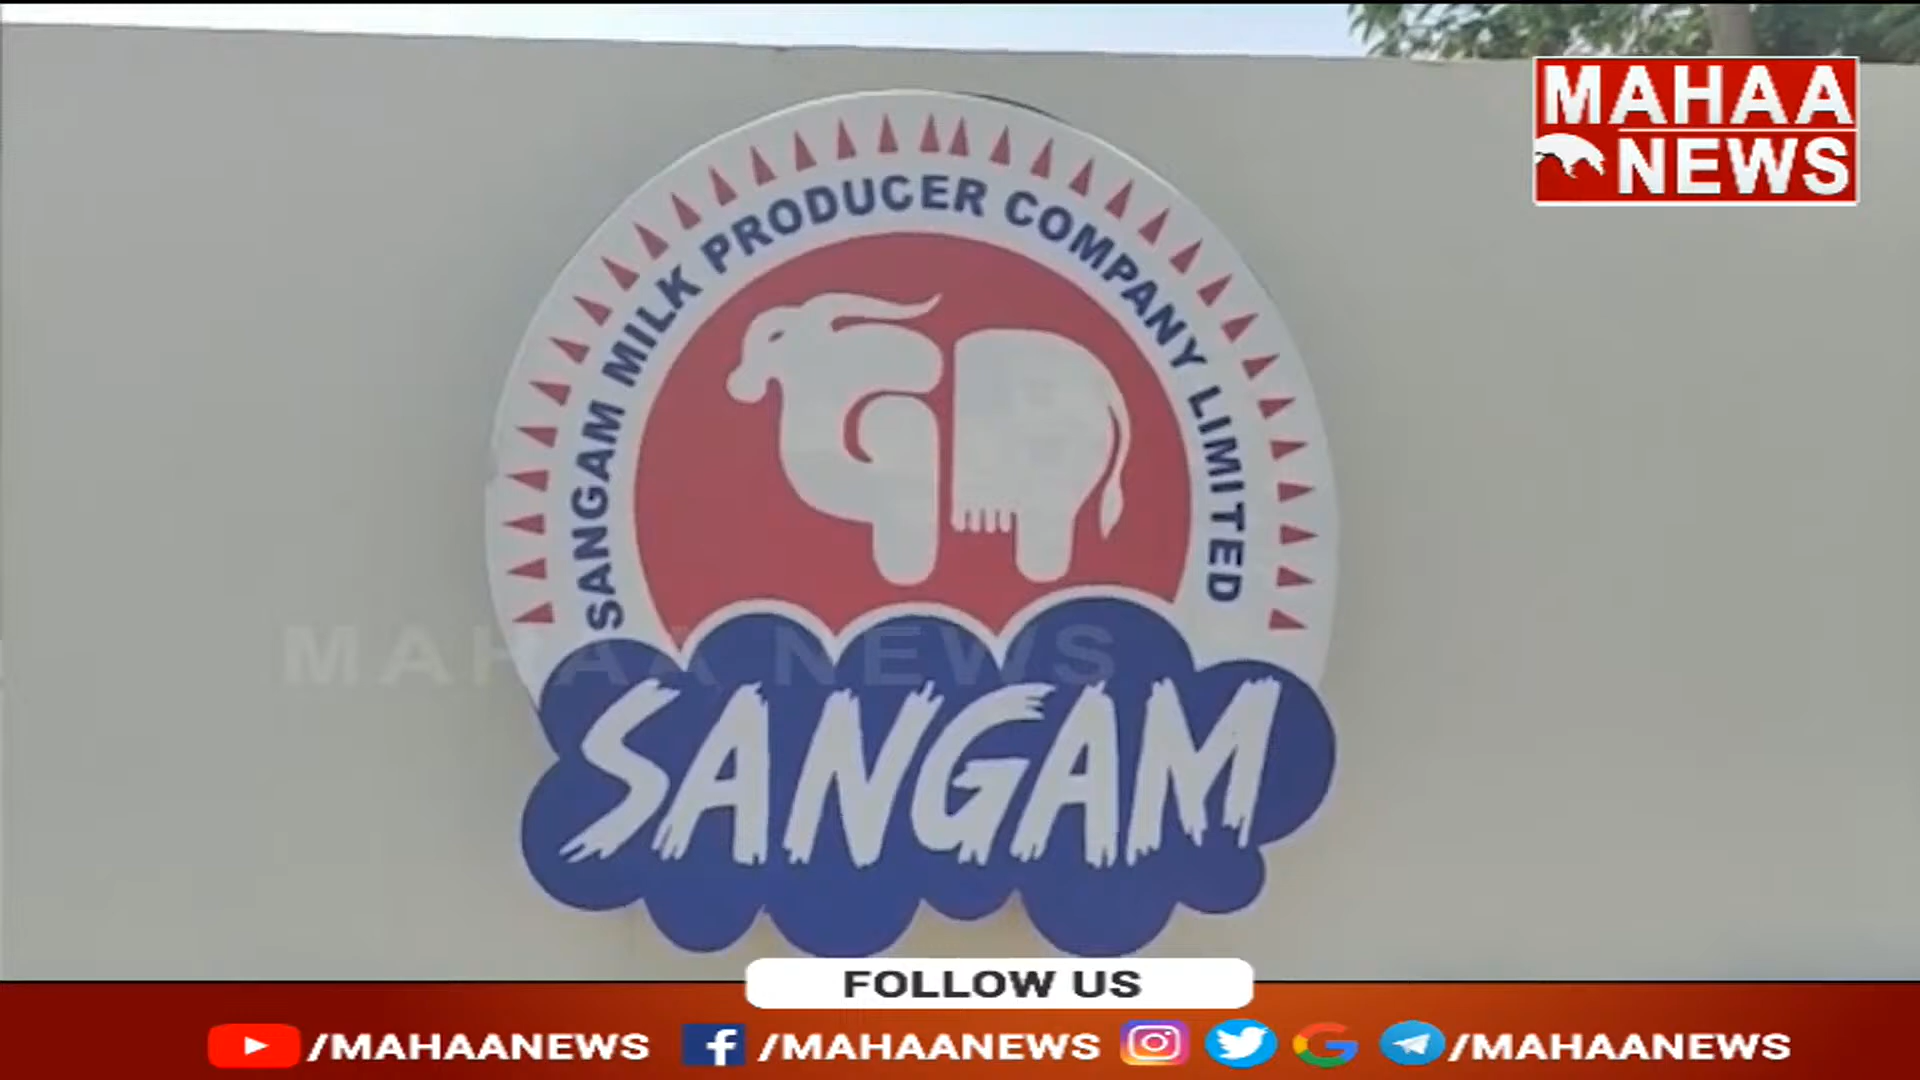 MAHAA
NEWS
SANGAM MILK PRODUCER COMPANY LIMITED
MAHAA NEWS
SANGAM
FOLLOW US
/MAHAANEWS /MAHAANEWS /MAHAANEWS